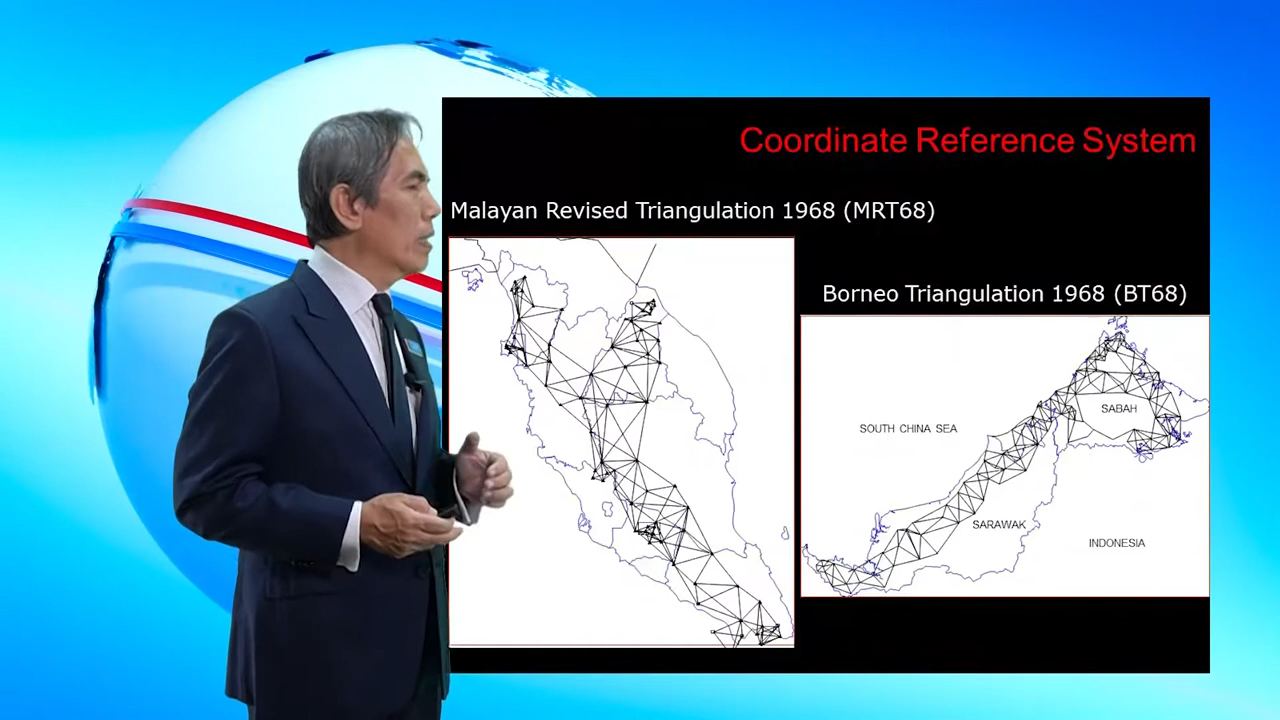 Coordinate Reference System
Malayan Revised Triangulation 1968 (MRT68)
Borneo Triangulation 1968 (BT68)
SABAH
SOUTH CHINA SEA
SARAWAK
INDONESIA